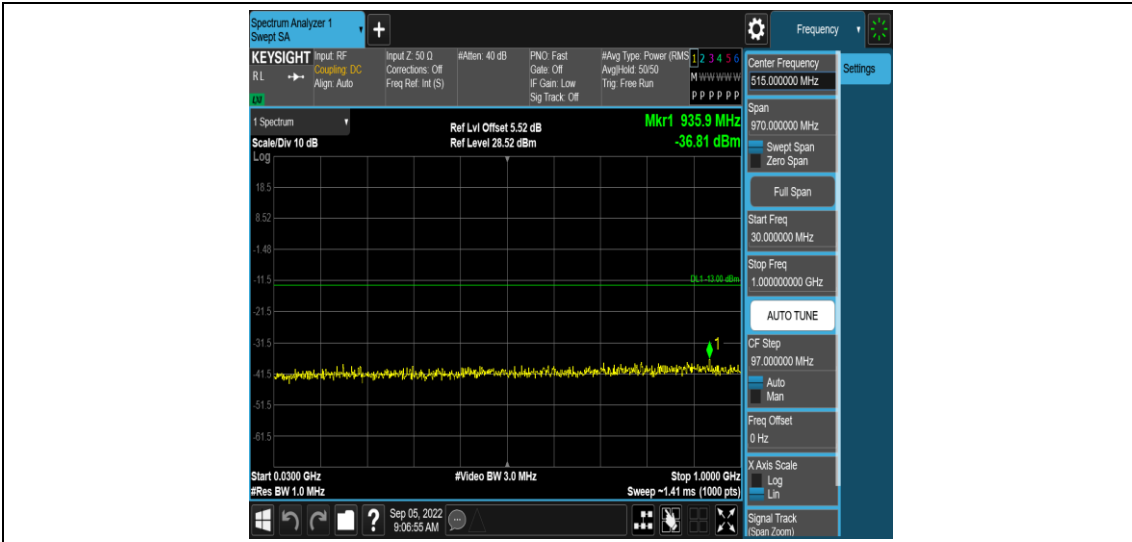 Spectrum Analyzer 1
Swept SA
+
Frequency
KEYSIGHT
Input: RF
Coupling: DC
Align: Auto
RL
LXI
Input Z: 50 Ω
Corrections: Off
Freq Ref: Int (S)
#Atten: 40 dB
PNO: Fast
Gate: Off
IF Gain: Low
Sig Track: Off
#Avg Type: Power (RMS
Avg|Hold: 50/50
Trig: Free Run
1 2 3 4 5 6
M W W W W W
P P P P P P
1 Spectrum
Scale/Div 10 dB
Log
Ref Lvl Offset 5.52 dB
Ref Level 28.52 dBm
Mkr1 935.9 MHz
-36.81 dBm
18.5
8.52
-1.48
-11.5
-21.5
-31.5
-41.5
-51.5
-61.5
DL1 -13.00 dBm
1
Start 0.0300 GHz
#Res BW 1.0 MHz
#Video BW 3.0 MHz
Stop 1.0000 GHz
Sweep ~1.41 ms (1000 pts)
?
Sep 05, 2022
9:06:55 AM
Center Frequency
515.000000 MHz
Settings
Span
970.000000 MHz
Swept Span
Zero Span
Full Span
Start Freq
30.000000 MHz
Stop Freq
1.000000000 GHz
AUTO TUNE
CF Step
97.000000 MHz
Auto
Man
Freq Offset
0 Hz
X Axis Scale
Log
Lin
Signal Track
(Span Zoom)